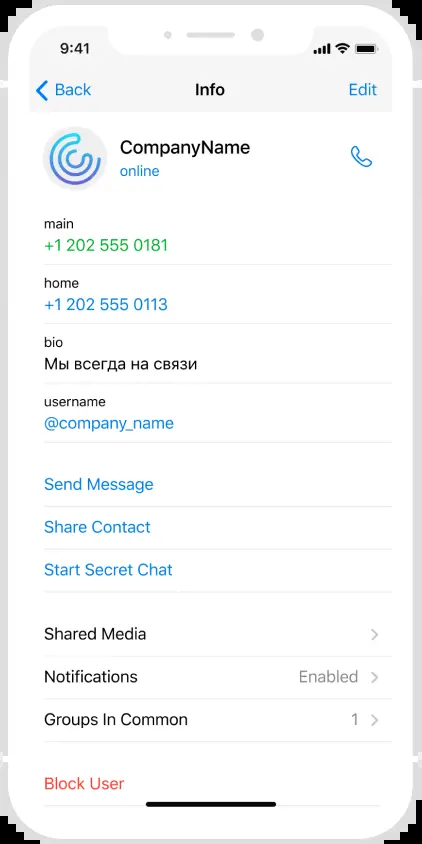 9:41
Back Info Edit
CompanyName
online
main
+1 202 555 0181
home
+1 202 555 0113
bio
Мы всегда на связи
username
@company_name
Send Message
Share Contact
Start Secret Chat
Shared Media
Notifications Enabled
Groups In Common 1
Block User